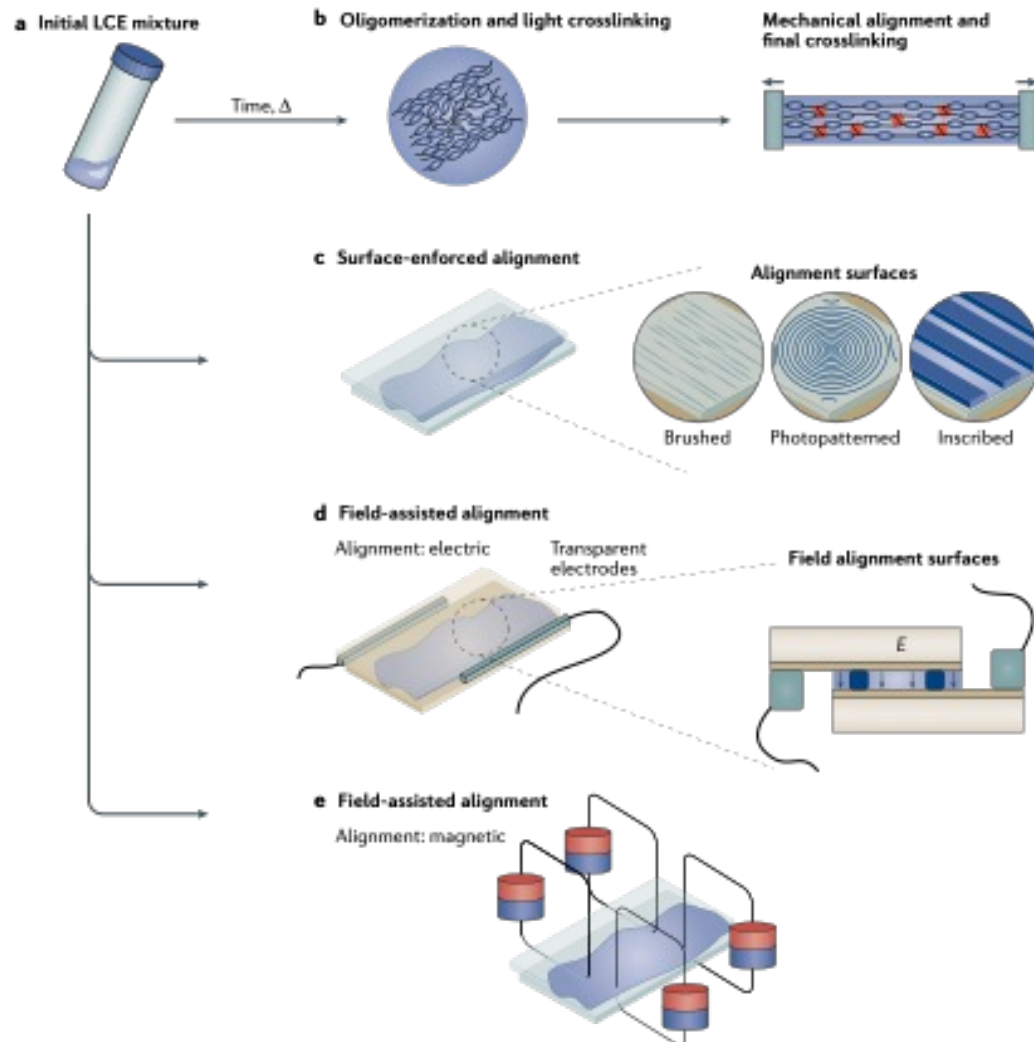 a Initial LCE mixture
b Oligomerization and light crosslinking
Mechanical alignment and
final crosslinking
Time, Δ
c Surface-enforced alignment
Alignment surfaces
Brushed
Photopatterned
Inscribed
d Field-assisted alignment
Alignment: electric
Transparent
electrodes
Field alignment surfaces
E
e Field-assisted alignment
Alignment: magnetic